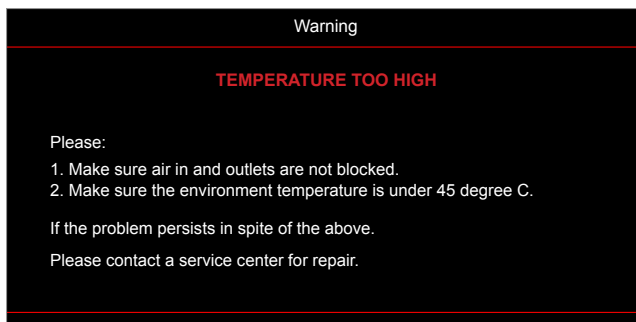 Warning
TEMPERATURE TOO HIGH
Please:
1. Make sure air in and outlets are not blocked.
2. Make sure the environment temperature is under 45 degree C.
If the problem persists in spite of the above.
Please contact a service center for repair.